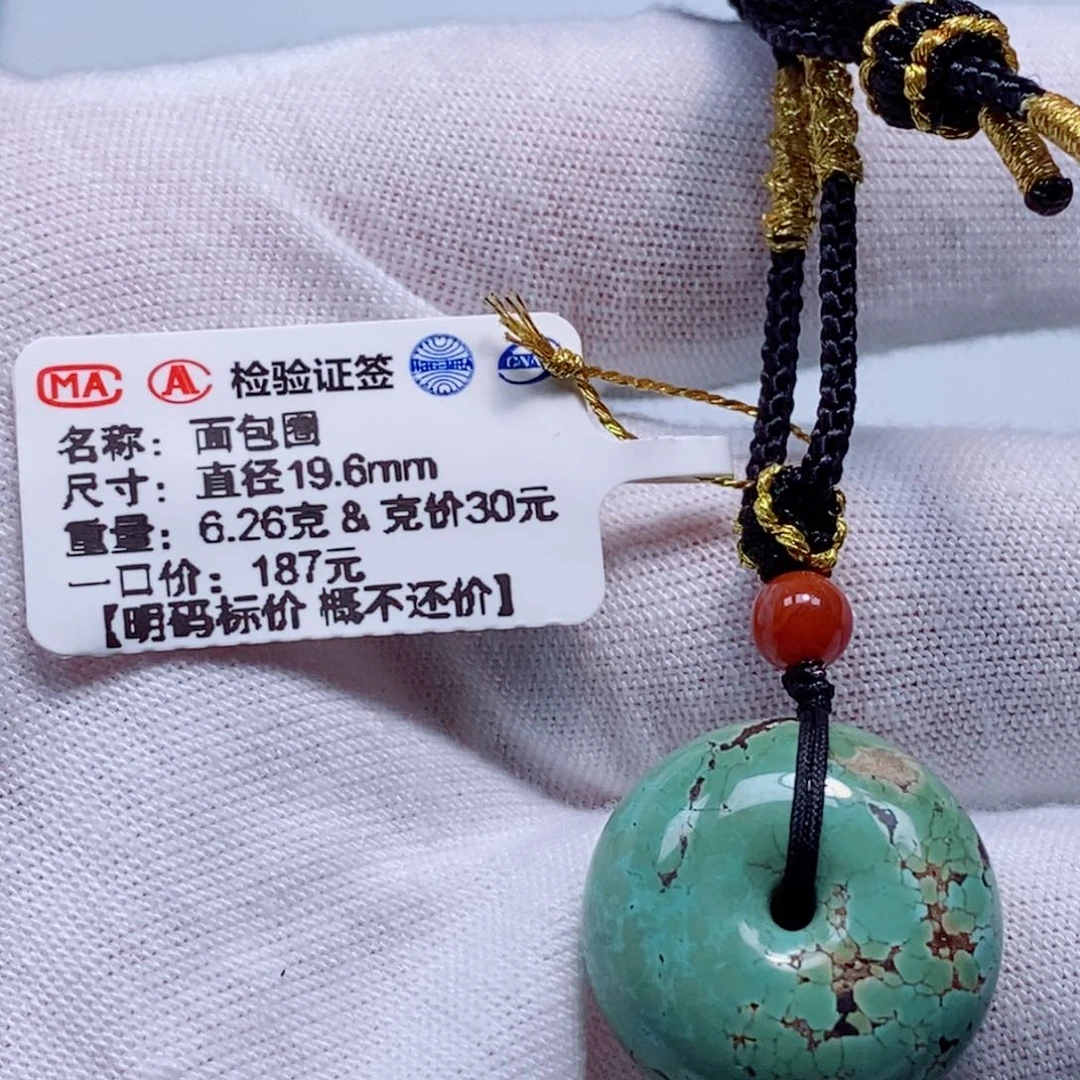 MA A 检验证签
名称：面包圈
尺寸：直径19.6mm
重量：6.26克 & 克价30元
一口价：187元
【明码标价 概不还价】